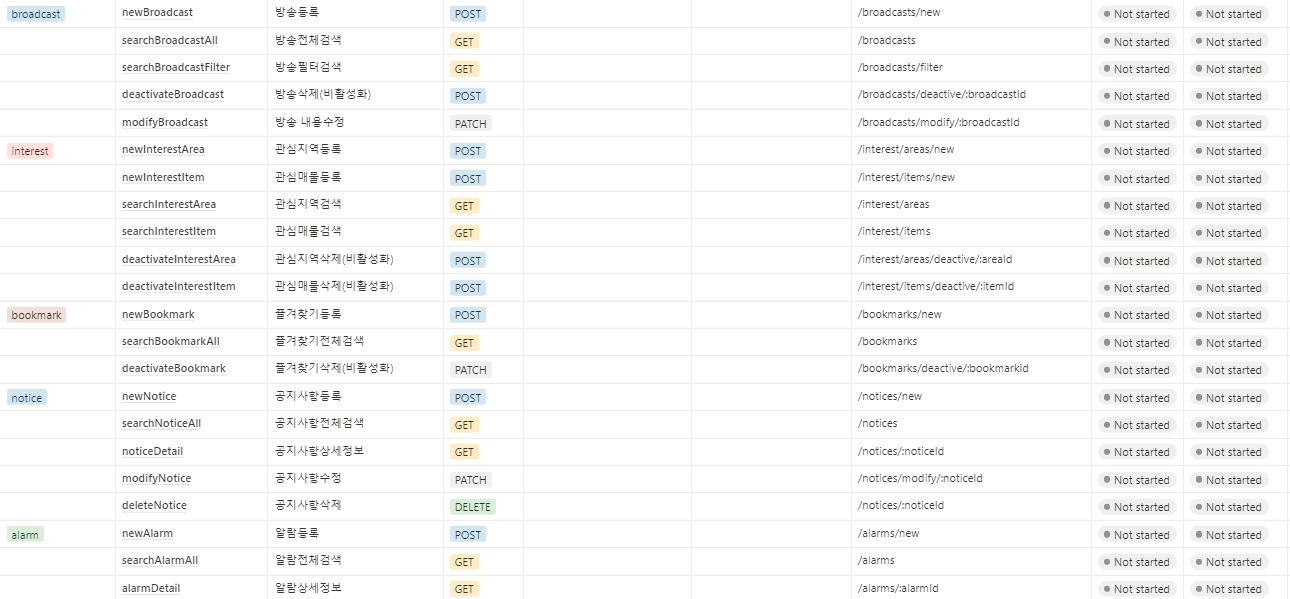 broadcast newBroadcast 방송등록 POST /broadcasts/new Not started Not started
searchBroadcastAll 방송전체검색 GET /broadcasts Not started Not started
searchBroadcastFilter 방송필터검색 GET /broadcasts/filter Not started Not started
deactivateBroadcast 방송삭제(비활성화) POST /broadcasts/deactive/:broadcastId Not started Not started
modifyBroadcast 방송 내용수정 PATCH /broadcasts/modify/:broadcastId Not started Not started
interest newInterestArea 관심지역등록 POST /interest/areas/new Not started Not started
newInterestItem 관심매물등록 POST /interest/items/new Not started Not started
searchInterestArea 관심지역검색 GET /interest/areas Not started Not started
searchInterestItem 관심매물검색 GET /interest/items Not started Not started
deactivateInterestArea 관심지역삭제(비활성화) POST /interest/areas/deactive/:areaId Not started Not started
deactivateInterestItem 관심매물삭제(비활성화) POST /interest/items/deactive/:itemId Not started Not started
bookmark newBookmark 즐겨찾기등록 POST /bookmarks/new Not started Not started
searchBookmarkAll 즐겨찾기전체검색 GET /bookmarks Not started Not started
deactivateBookmark 즐겨찾기삭제(비활성화) PATCH /bookmarks/deactive/:bookmarkId Not started Not started
notice newNotice 공지사항등록 POST /notices/new Not started Not started
searchNoticeAll 공지사항전체검색 GET /notices Not started Not started
noticeDetail 공지사항상세정보 GET /notices/:noticeId Not started Not started
modifyNotice 공지사항수정 PATCH /notices/modify/:noticeId Not started Not started
deleteNotice 공지사항삭제 DELETE /notices/:noticeId Not started Not started
alarm newAlarm 알람등록 POST /alarms/new Not started Not started
searchAlarmAll 알람전체검색 GET /alarms Not started Not started
alarmDetail 알람상세정보 GET /alarms/:alarmId Not started Not started